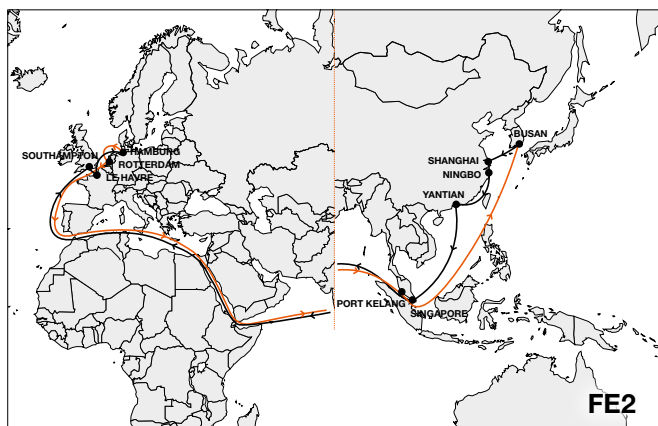 BUSAN
SOUTHAMPTON
HAMBURG
ROTTERDAM
LE HAVRE
SHANGHAI
NINGBO
YANTIAN
PORT KELANG
SINGAPORE
FE2